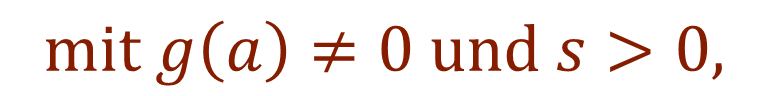 mit g(a) ≠ 0 und s > 0,